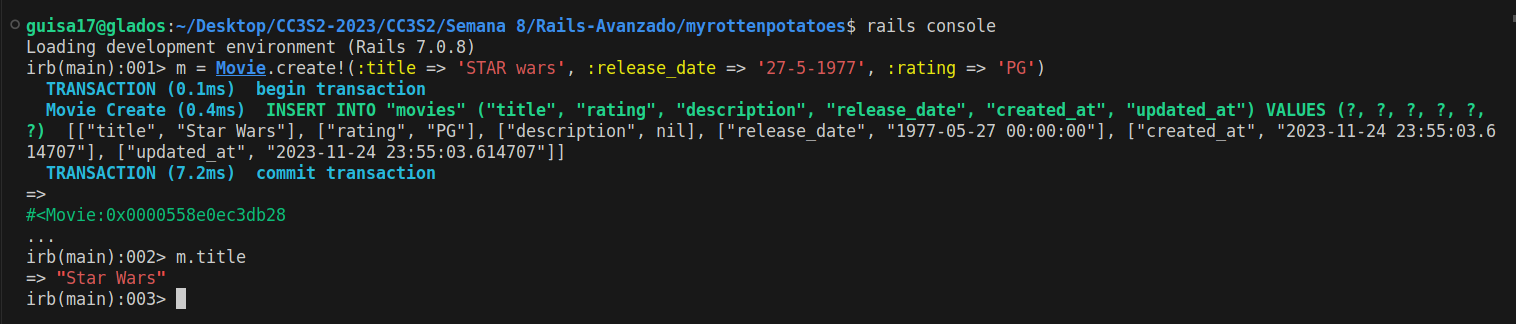 guisa17@glados:~/Desktop/CC3S2-2023/CC3S2/Semana 8/Rails-Avanzado/myrottenpotatoes$ rails console
Loading development environment (Rails 7.0.8)
irb(main):001> m = Movie.create!(:title => 'STAR wars', :release_date => '27-5-1977', :rating => 'PG')
  TRANSACTION (0.1ms)  begin transaction
  Movie Create (0.4ms)  INSERT INTO "movies" ("title", "rating", "description", "release_date", "created_at", "updated_at") VALUES (?, ?, ?, ?, ?,
?)  [["title", "Star Wars"], ["rating", "PG"], ["description", nil], ["release_date", "1977-05-27 00:00:00"], ["created_at", "2023-11-24 23:55:03.6
14707"], ["updated_at", "2023-11-24 23:55:03.614707"]]
  TRANSACTION (7.2ms)  commit transaction
=>
#<Movie:0x0000558e0ec3db28
...
irb(main):002> m.title
=> "Star Wars"
irb(main):003>